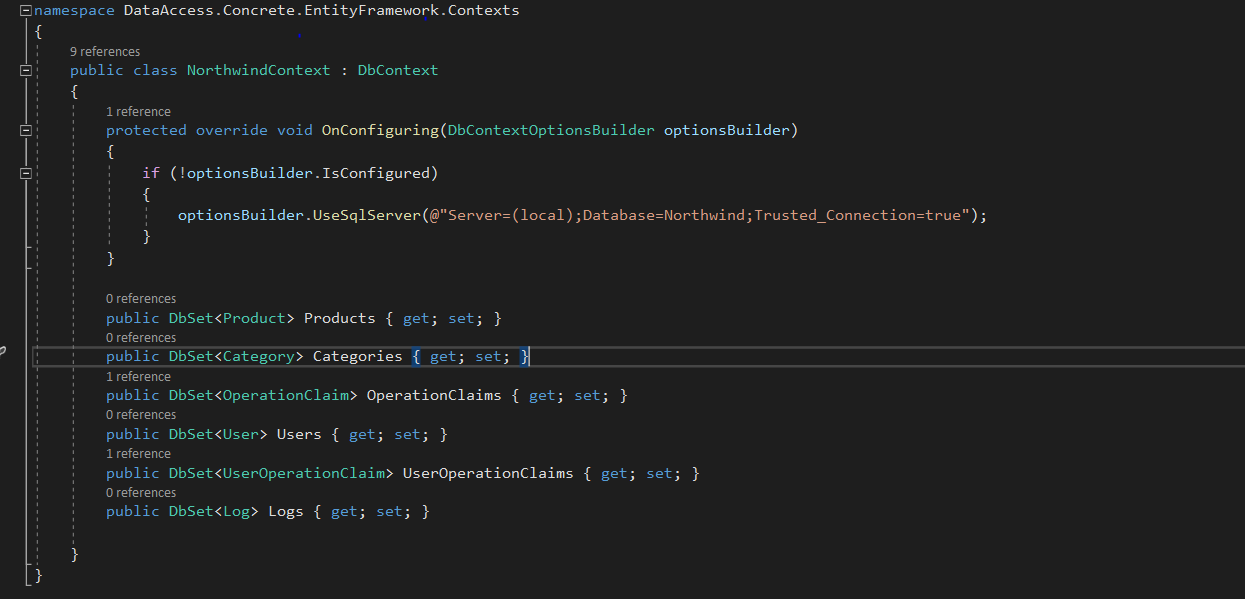 namespace DataAccess.Concrete.EntityFramework.Contexts
{
9 references
public class NorthwindContext : DbContext
{
1 reference
protected override void OnConfiguring(DbContextOptionsBuilder optionsBuilder)
{
if (!optionsBuilder.IsConfigured)
{
optionsBuilder.UseSqlServer(@"Server=(local);Database=Northwind;Trusted_Connection=true");
}
}
0 references
public DbSet<Product> Products { get; set; }
0 references
public DbSet<Category> Categories { get; set; }
1 reference
public DbSet<OperationClaim> OperationClaims { get; set; }
0 references
public DbSet<User> Users { get; set; }
1 reference
public DbSet<UserOperationClaim> UserOperationClaims { get; set; }
0 references
public DbSet<Log> Logs { get; set; }
}
}